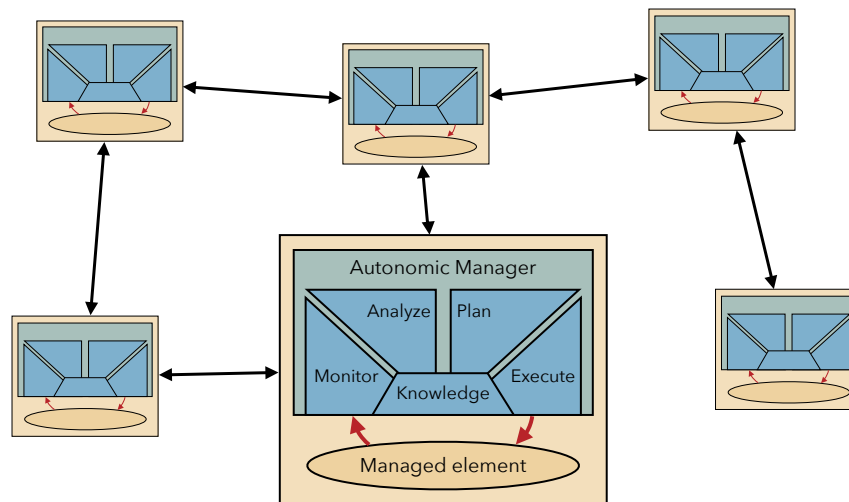 Autonomic Manager
Analyze Plan
Monitor Execute
Knowledge
Managed element